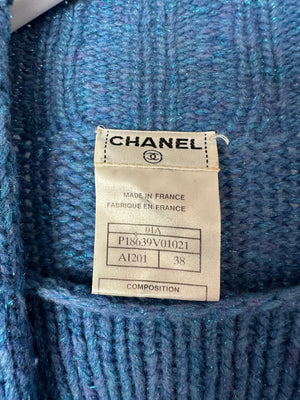 CHANEL
MADE IN FRANCE
FABRIQUE EN FRANCE
01A
P18639V01021
A1201 38
COMPOSITION